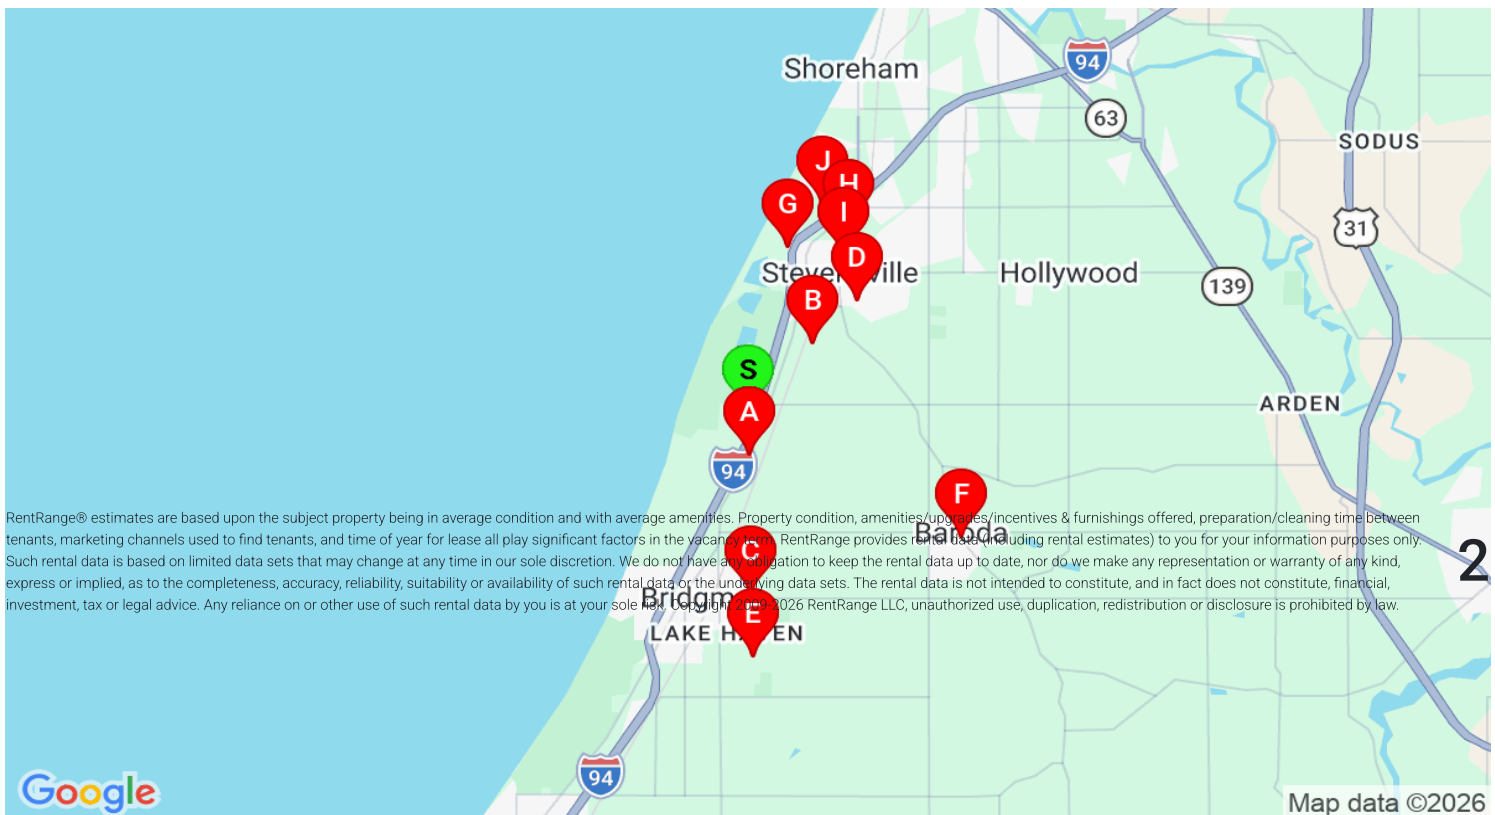 Shoreham
94
63
SODUS
J
H
G
I
31
D
Hollywood
139
B
S
A
ARDEN
94
F
RentRange® estimates are based upon the subject property being in average condition and with average amenities. Property condition, amenities/upgrades/incentives & furnishings offered, preparation/cleaning time between
Baroda
tenants, marketing channels used to find tenants, and time of year for lease all play significant factors in the vacancy term. RentRange provides rental data (including rental estimates) to you for your information purposes only.
C
2
Such rental data is based on limited data sets that may change at any time in our sole discretion. We do not have any obligation to keep the rental data up to date, nor do we make any representation or warranty of any kind,
express or implied, as to the completeness, accuracy, reliability, suitability or availability of such rental data or the underlying data sets. The rental data is not intended to constitute, and in fact does not constitute, financial,
investment, tax or legal advice. Any reliance on or other use of such rental data by you is at your sole risk. Copyright 2009-2026 RentRange LLC, unauthorized use, duplication, redistribution or disclosure is prohibited by law.
E
LAKE HAVEN
94
Google
Map data ©2026